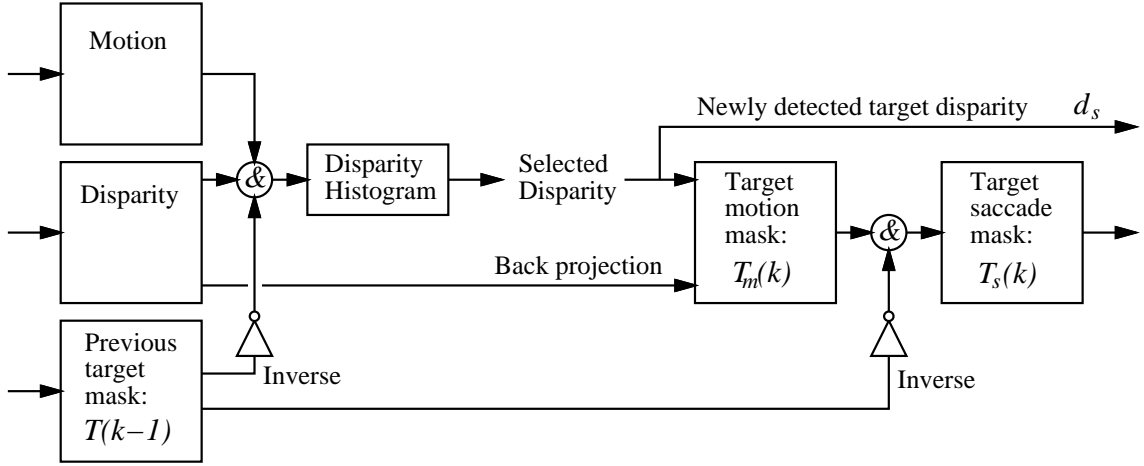 Motion
Newly detected target disparity d_s
Disparity
&
Disparity
Histogram
Selected
Disparity
Target
motion
mask:
T_m(k)
&
Target
saccade
mask:
T_s(k)
Back projection
Previous
target
mask:
T(k−1)
Inverse
Inverse